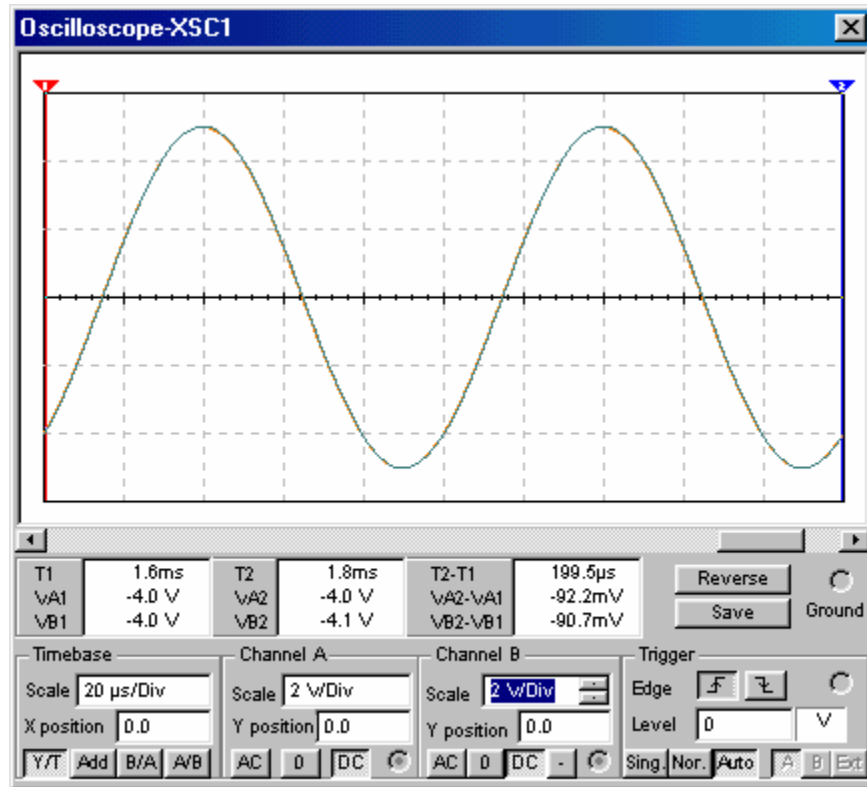 Oscilloscope-XSC1
1 2
T1 1.6ms T2 1.8ms T2-T1 199.5µs
VA1 -4.0 V VA2 -4.0 V VA2-VA1 -92.2mV
VB1 -4.0 V VB2 -4.1 V VB2-VB1 -90.7mV
Reverse
Save
Ground
Timebase Channel A Channel B Trigger
Scale 20 µs/Div Scale 2 V/Div Scale 2 V/Div Edge
X position 0.0 Y position 0.0 Y position 0.0 Level 0 V
Y/T Add B/A A/B AC 0 DC AC 0 DC - Sing. Nor. Auto A B Ext